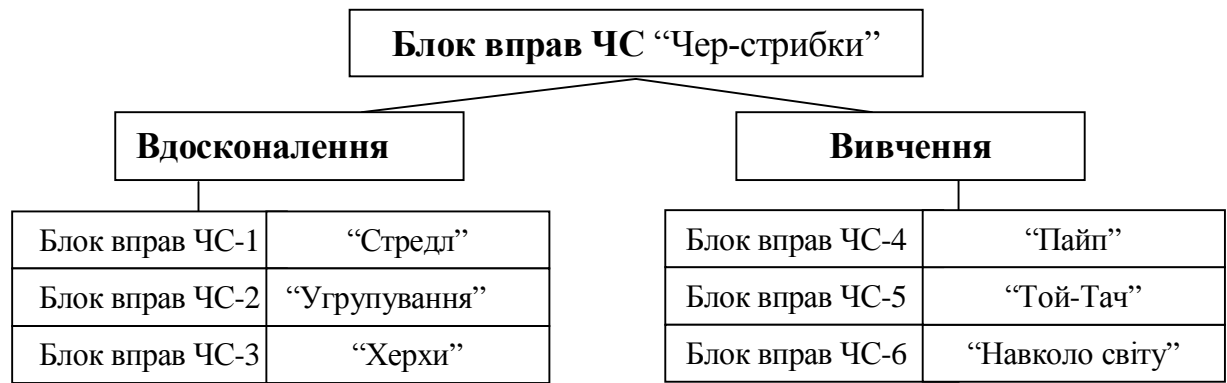 Блок вправ ЧС “Чер-стрибки”
Вдосконалення
Блок вправ ЧС-1 “Стредл”
Блок вправ ЧС-2 “Угрупування”
Блок вправ ЧС-3 “Херхи”
Вивчення
Блок вправ ЧС-4 “Пайп”
Блок вправ ЧС-5 “Той-Тач”
Блок вправ ЧС-6 “Навколо світу”